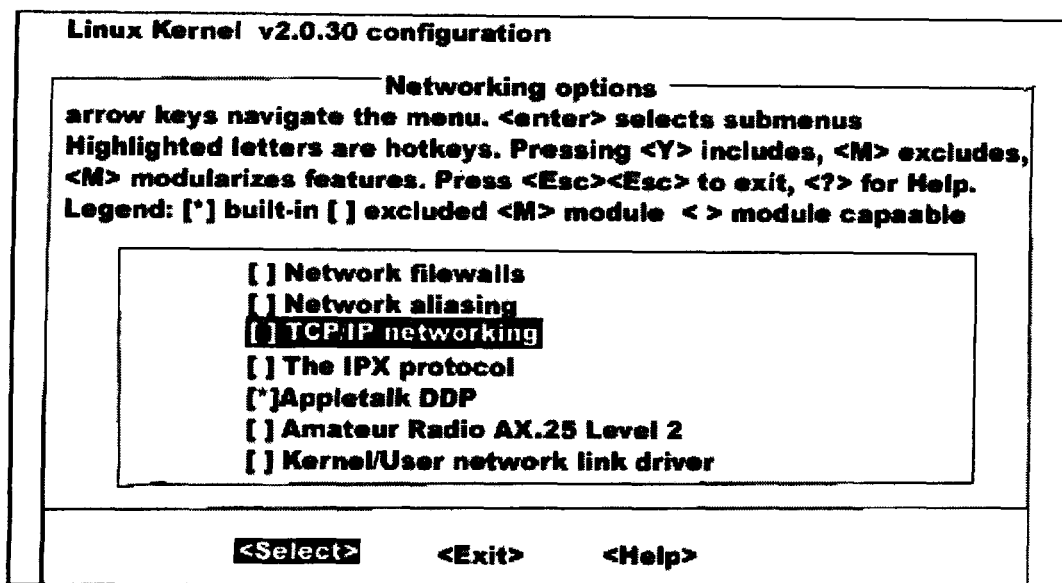 Linux Kernel v2.0.30 configuration
Networking options
arrow keys navigate the menu. <enter> selects submenus
Highlighted letters are hotkeys. Pressing <Y> includes, <M> excludes,
<M> modularizes features. Press <Esc><Esc> to exit, <?> for Help.
Legend: [*] built-in [ ] excluded <M> module < > module capaable
[ ] Network filewalls
[ ] Network aliasing
[ ] TCP/IP networking
[ ] The IPX protocol
[*]Appletalk DDP
[ ] Amateur Radio AX.25 Level 2
[ ] Kernel/User network link driver
<Select> <Exit> <Help>